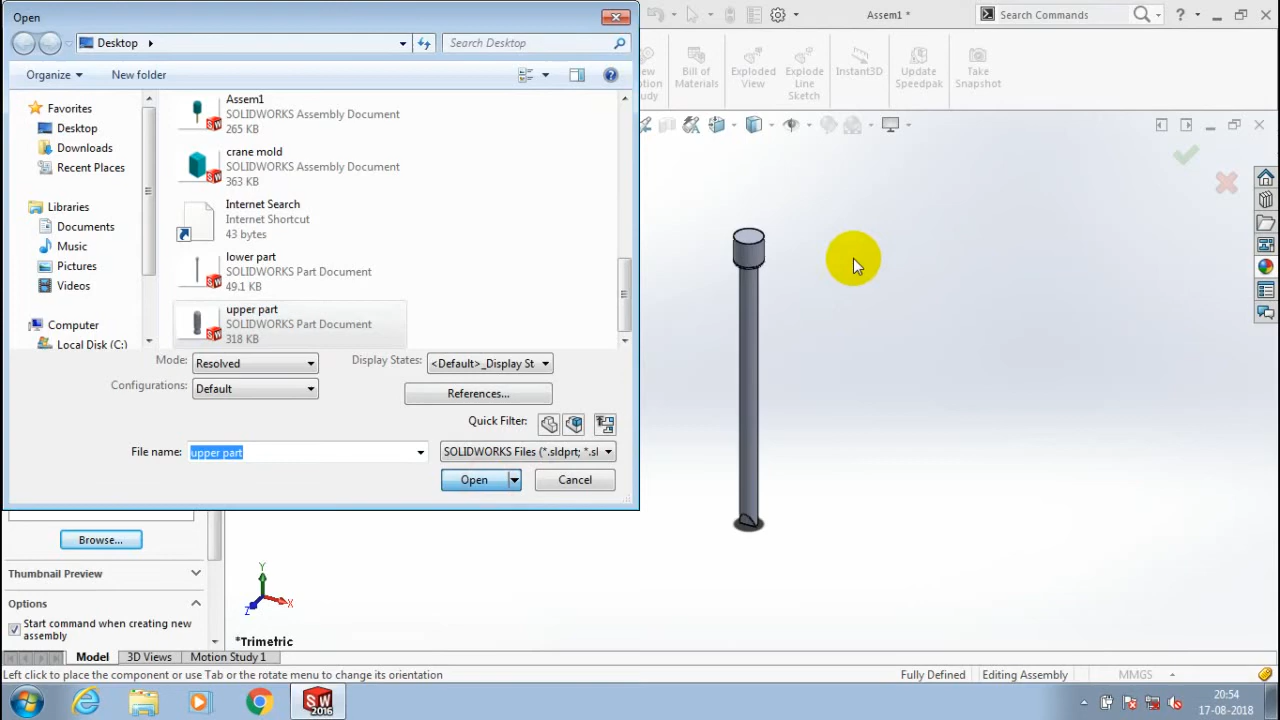 Open
Assem1 *
Search Commands
Desktop
Search Desktop
Organize
New folder
Bill of
Materials
Exploded
View
Explode
Line
Sketch
Instant3D
Update
Speedpak
Take
Snapshot
Favorites
Desktop
Downloads
Recent Places
Libraries
Documents
Music
Pictures
Videos
Computer
Local Disk (C:)
Assem1
SOLIDWORKS Assembly Document
265 KB
crane mold
SOLIDWORKS Assembly Document
363 KB
Internet Search
Internet Shortcut
43 bytes
lower part
SOLIDWORKS Part Document
49.1 KB
upper part
SOLIDWORKS Part Document
318 KB
Mode:
Resolved
Display States:
<Default>_Display St
Configurations:
Default
References...
Quick Filter:
File name:
upper part
SOLIDWORKS Files (*.sldprt; *.sl
Open
Cancel
Browse...
Thumbnail Preview
Options
Start command when creating new
assembly
Y
X
Z
*Trimetric
Model
3D Views
Motion Study 1
Left click to place the component or use Tab or the rotate menu to change its orientation
Fully Defined
Editing Assembly
MMGS
SW
2016
20:54
17-08-2018